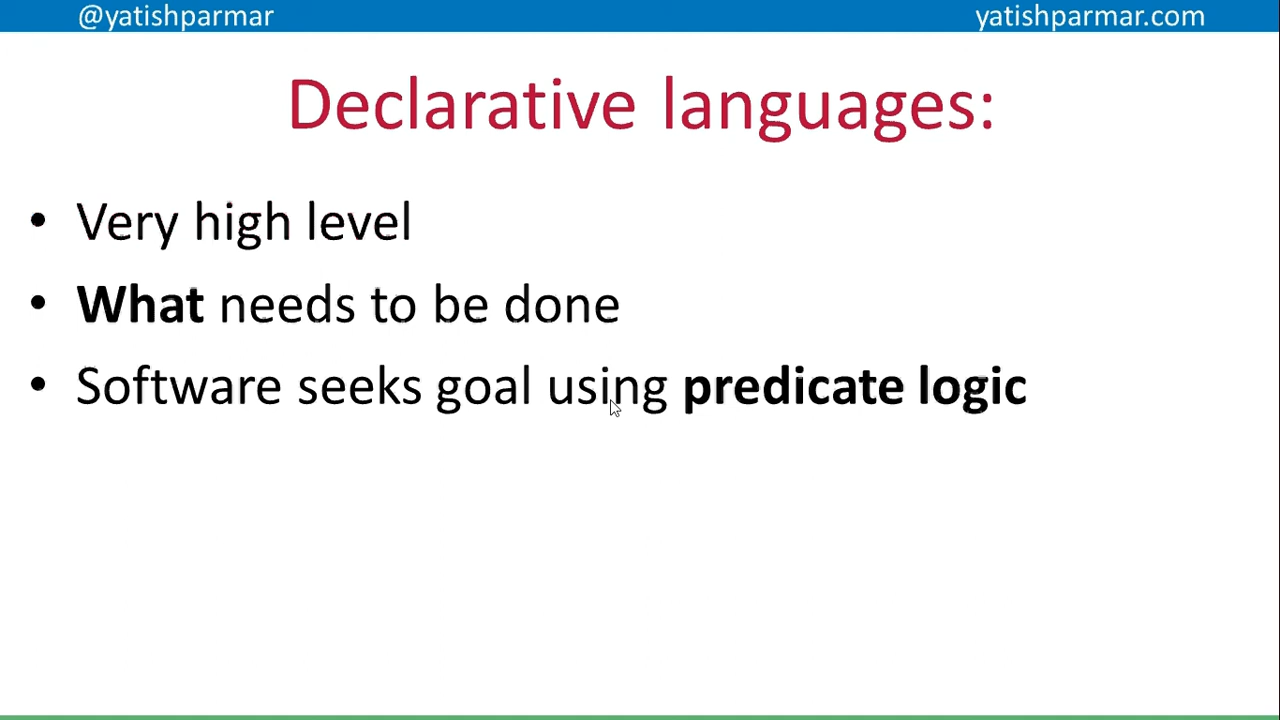 @yatishparmar
yatishparmar.com
Declarative languages:
• Very high level
• What needs to be done
• Software seeks goal using predicate logic